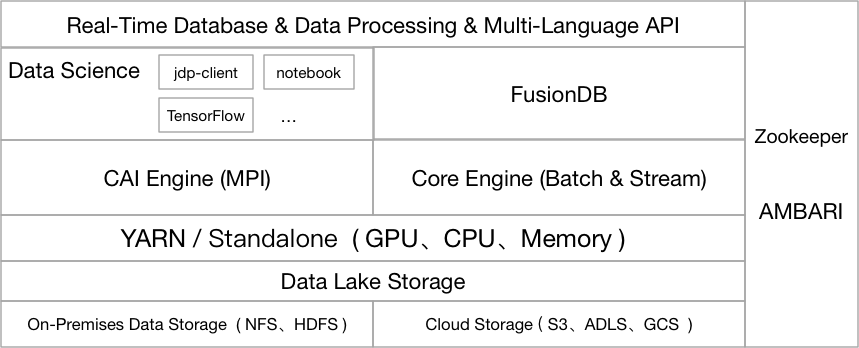 Real-Time Database & Data Processing & Multi-Language API
Data Science
jdp-client
notebook
TensorFlow
...
FusionDB
CAI Engine (MPI)
Core Engine (Batch & Stream)
YARN / Standalone（GPU、CPU、Memory）
Data Lake Storage
On-Premises Data Storage（NFS、HDFS）
Cloud Storage（S3、ADLS、GCS ）
Zookeeper
AMBARI